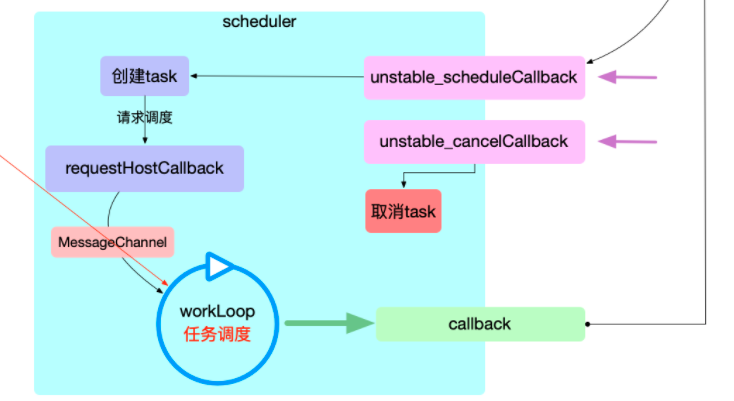 scheduler
创建task
unstable_scheduleCallback
请求调度
unstable_cancelCallback
requestHostCallback
取消task
MessageChannel
workLoop
任务调度
callback